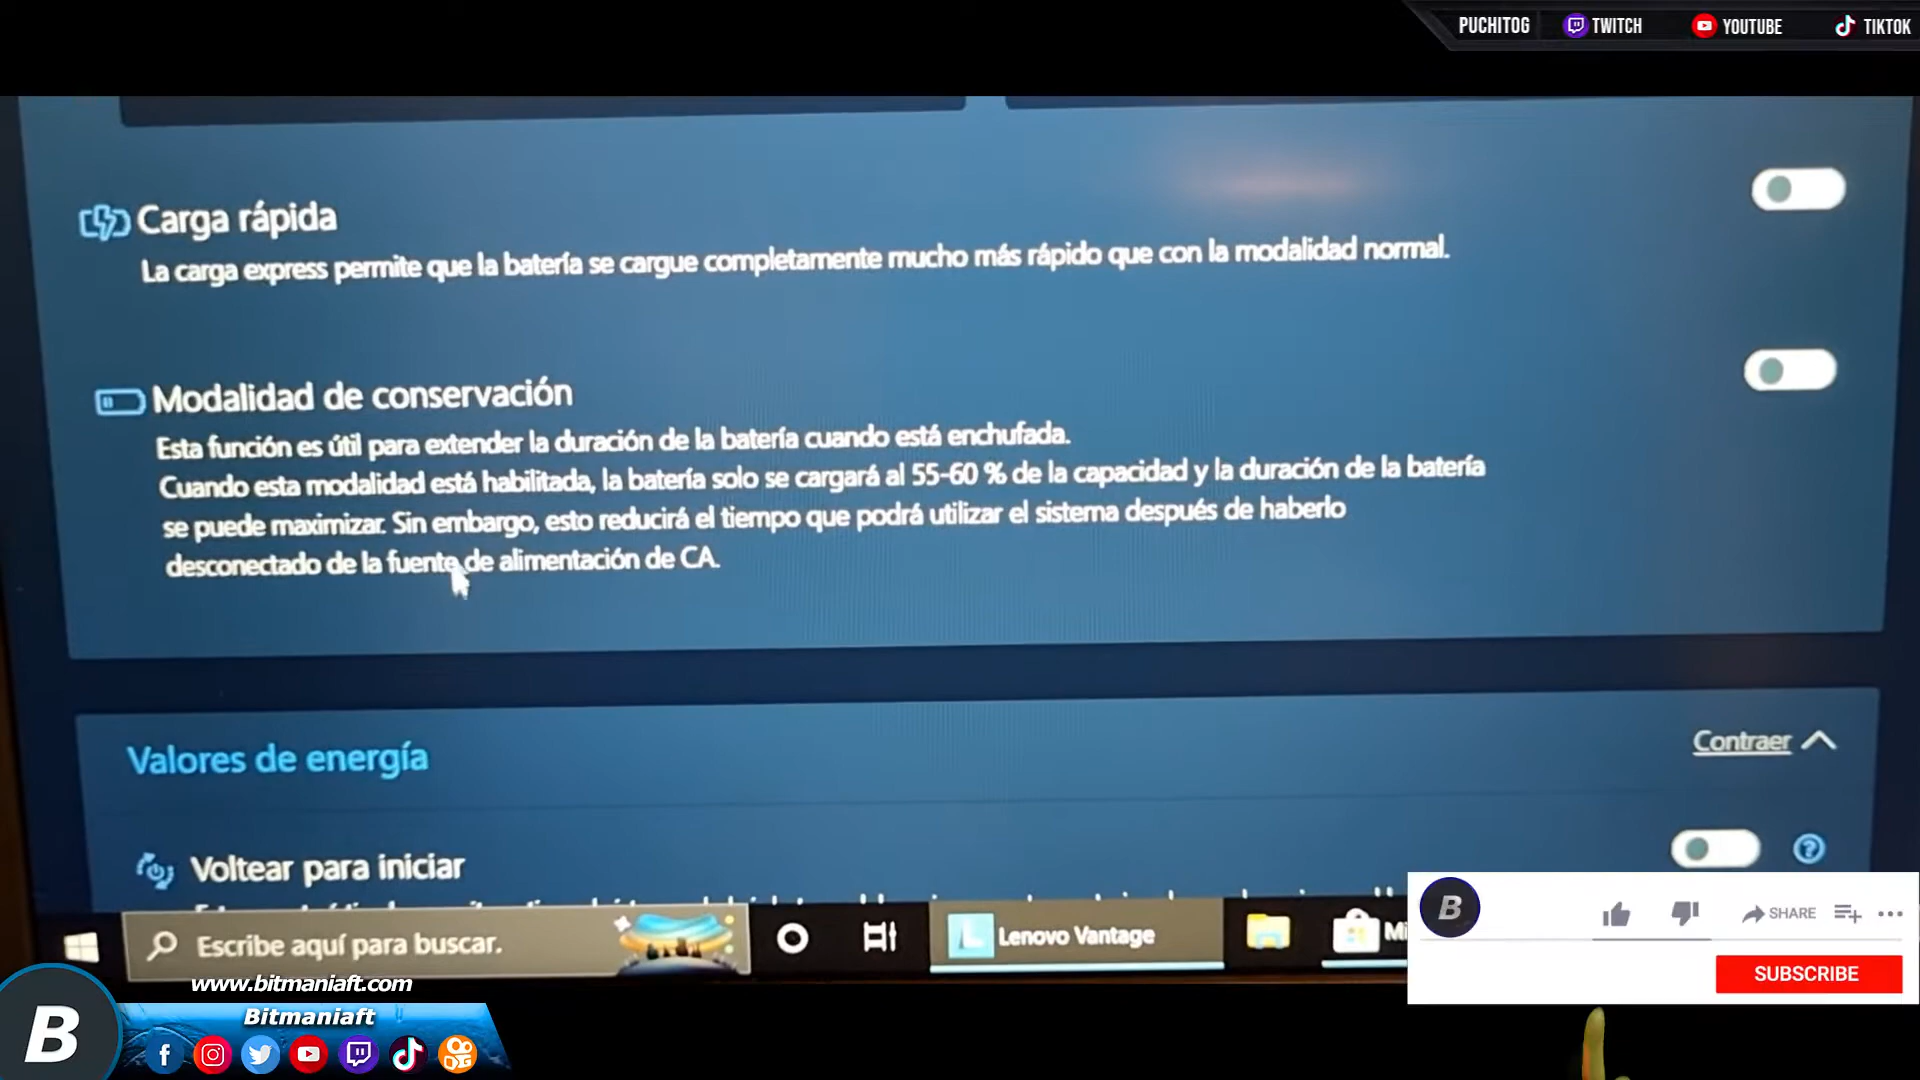 PUCHITOG TWITCH YOUTUBE TIKTOK
Carga rápida
La carga express permite que la batería se cargue completamente mucho más rápido que con la modalidad normal.
Modalidad de conservación
Esta función es útil para extender la duración de la batería cuando está enchufada.
Cuando esta modalidad está habilitada, la batería solo se cargará al 55-60 % de la capacidad y la duración de la batería
se puede maximizar. Sin embargo, esto reducirá el tiempo que podrá utilizar el sistema después de haberlo
desconectado de la fuente de alimentación de CA.
Valores de energía
Contraer
Voltear para iniciar
Escribe aquí para buscar.
Lenovo Vantage
B
SHARE
SUBSCRIBE
www.bitmaniaft.com
Bitmaniaft
B